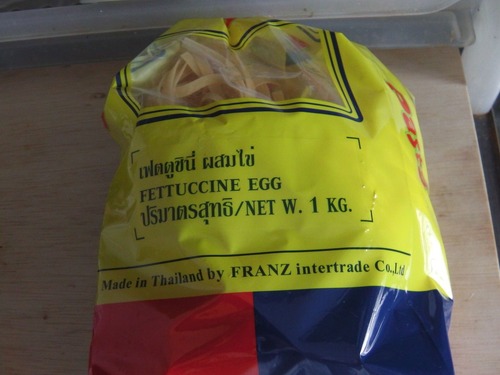 เฟตตูชินี่ ผสมไข่
FETTUCCINE EGG
ปริมาตรสุทธิ/NET W. 1 KG.
Made in Thailand by FRANZ intertrade Co.,Ltd